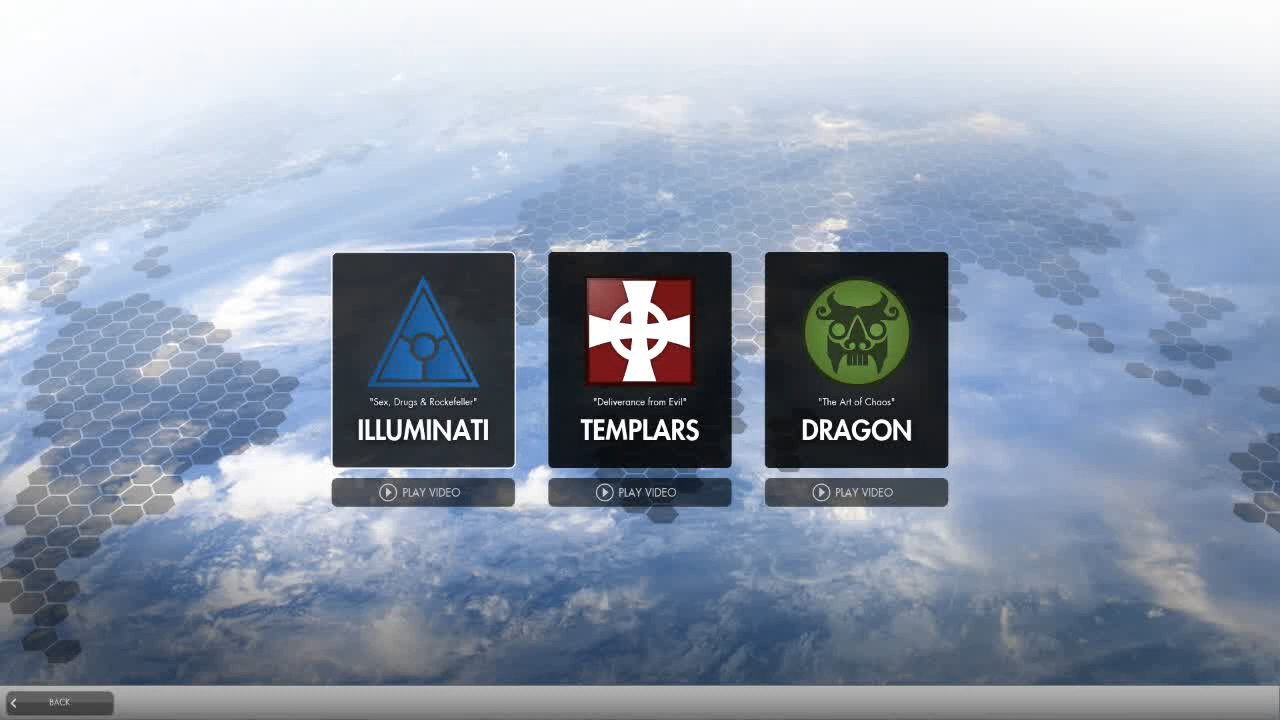 "Sex, Drugs & Rockefeller"
ILLUMINATI
PLAY VIDEO
"Deliverance from Evil"
TEMPLARS
PLAY VIDEO
"The Art of Chaos"
DRAGON
PLAY VIDEO
BACK